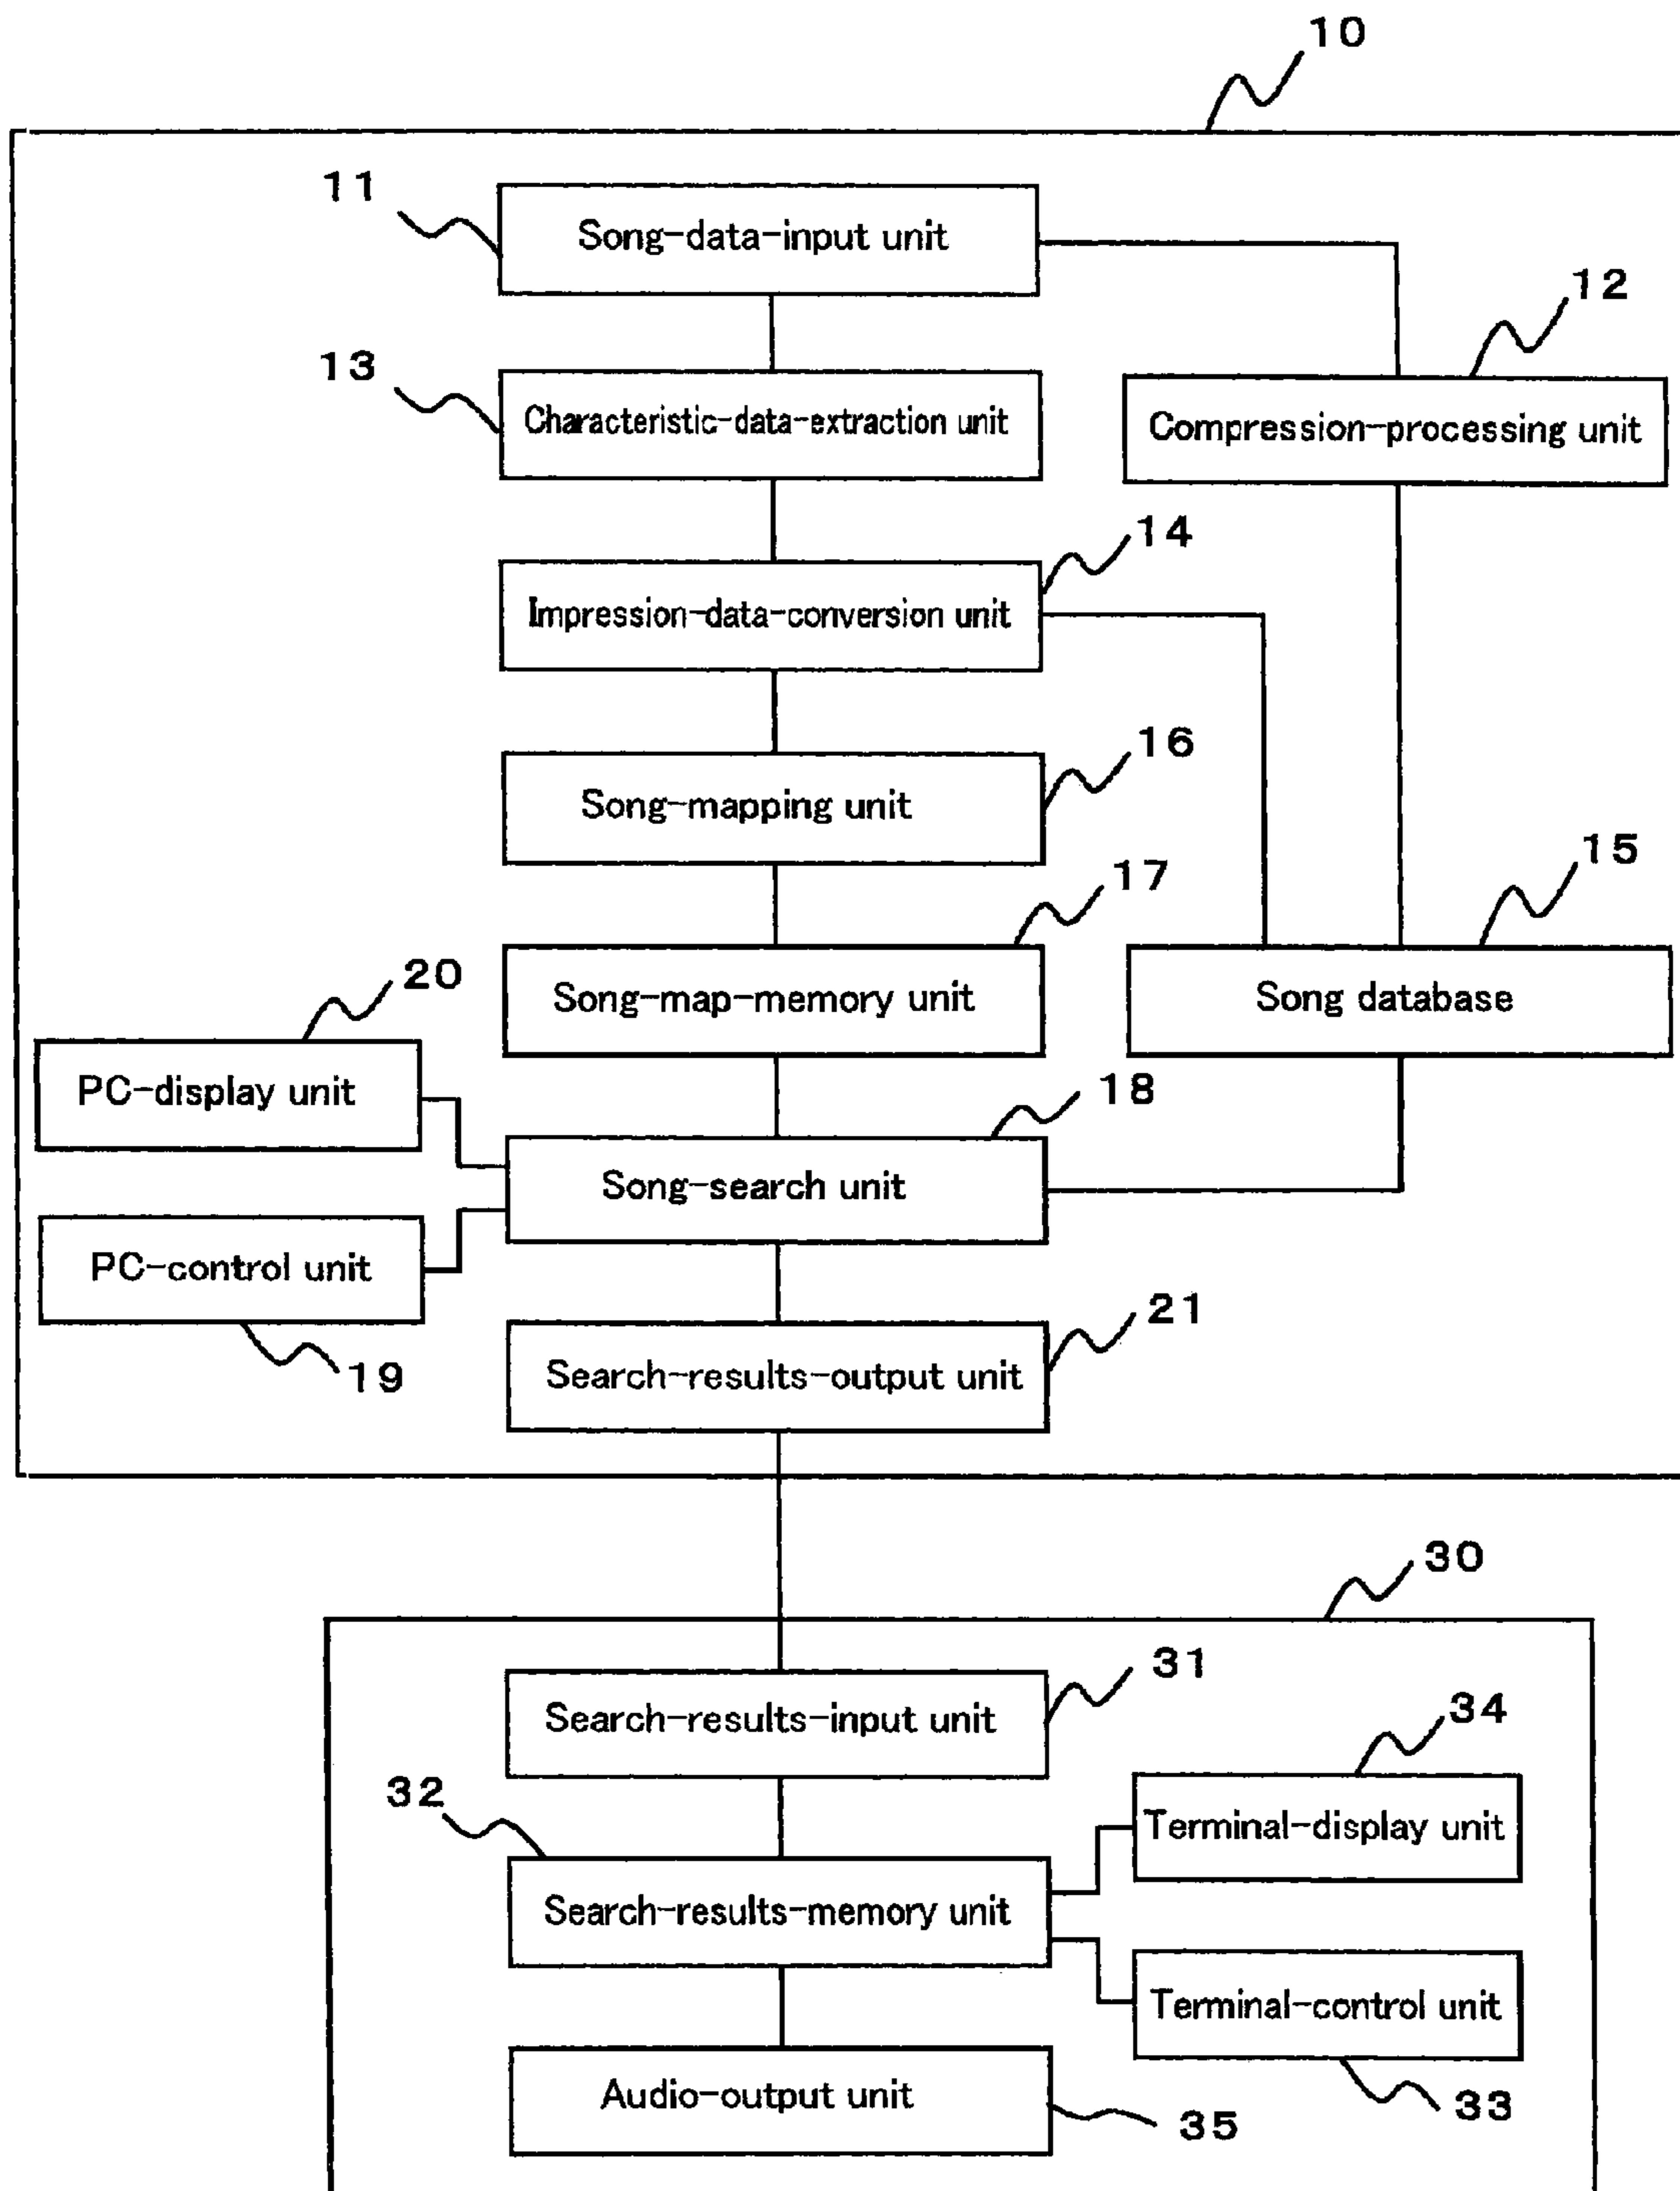 10
11
Song-data-input unit
12
13
Characteristic-data-extraction unit
Compression-processing unit
14
Impression-data-conversion unit
16
Song-mapping unit
15
17
20
Song-map-memory unit
Song database
PC-display unit
18
Song-search unit
PC-control unit
21
19
Search-results-output unit
30
31
Search-results-input unit
34
32
Terminal-display unit
Search-results-memory unit
Terminal-control unit
Audio-output unit
33
35